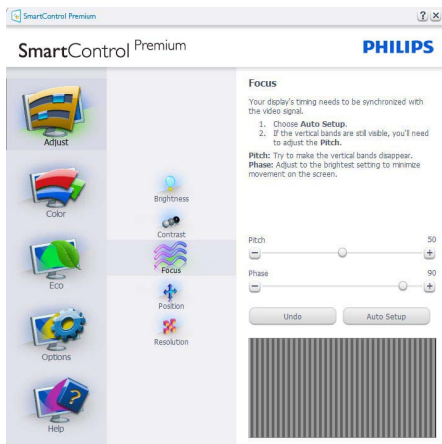 SmartControl Premium
? ×
SmartControl Premium
PHILIPS
Adjust
Color
Eco
Options
Help
Brightness
Contrast
Focus
Position
Resolution
Focus
Your display's timing needs to be synchronized with
the video signal.
1. Choose Auto Setup.
2. If the vertical bands are still visible, you'll need
to adjust the Pitch.
Pitch: Try to make the vertical bands disappear.
Phase: Adjust to the brightest setting to minimize
movement on the screen.
Pitch 50
Phase 90
Undo Auto Setup